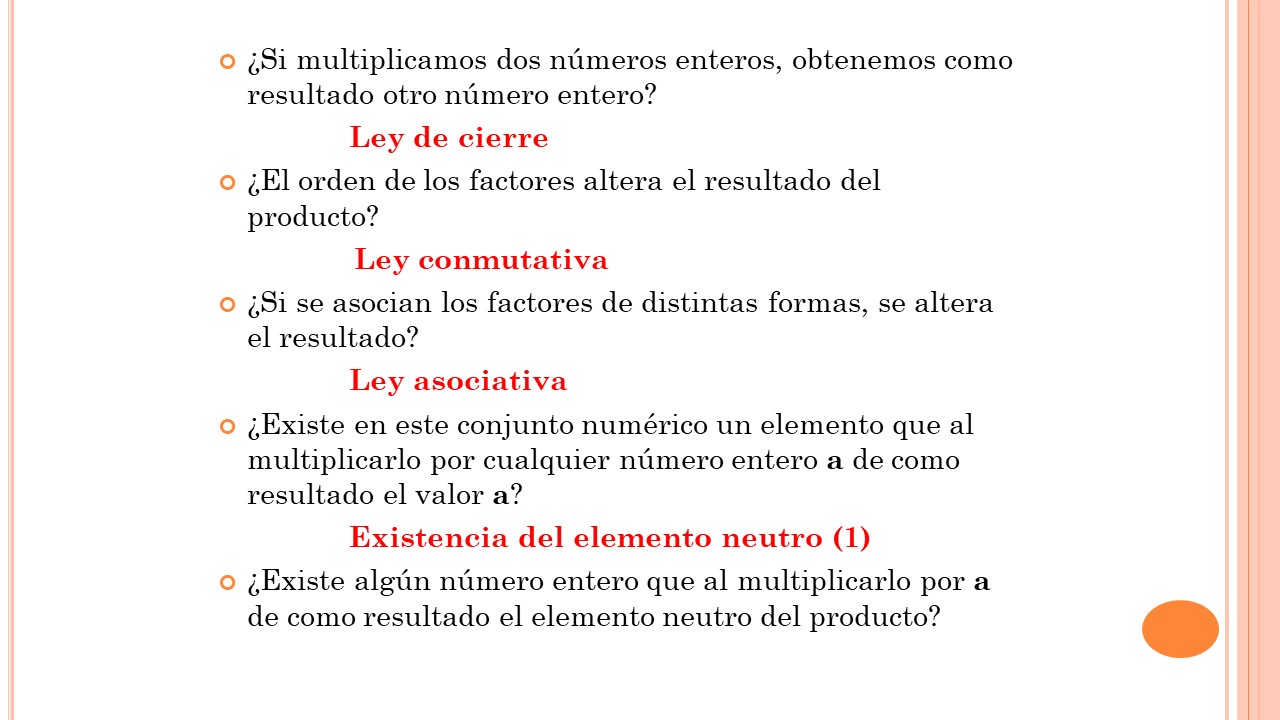 ¿Si multiplicamos dos números enteros, obtenemos como
resultado otro número entero?
Ley de cierre
¿El orden de los factores altera el resultado del
producto?
Ley conmutativa
¿Si se asocian los factores de distintas formas, se altera
el resultado?
Ley asociativa
¿Existe en este conjunto numérico un elemento que al
multiplicarlo por cualquier número entero a de como
resultado el valor a?
Existencia del elemento neutro (1)
¿Existe algún número entero que al multiplicarlo por a
de como resultado el elemento neutro del producto?